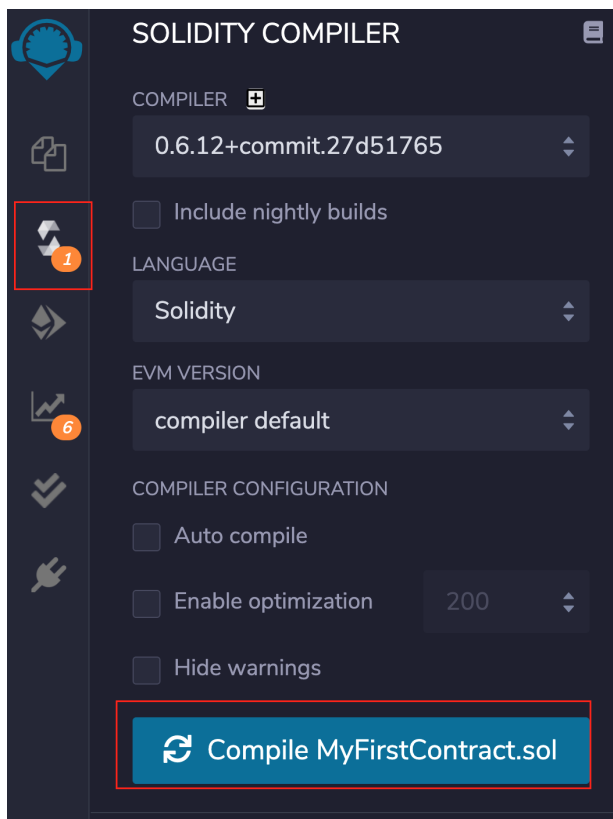 SOLIDITY COMPILER
COMPILER
0.6.12+commit.27d51765
Include nightly builds
1
LANGUAGE
Solidity
EVM VERSION
compiler default
6
COMPILER CONFIGURATION
Auto compile
Enable optimization 200
Hide warnings
Compile MyFirstContract.sol